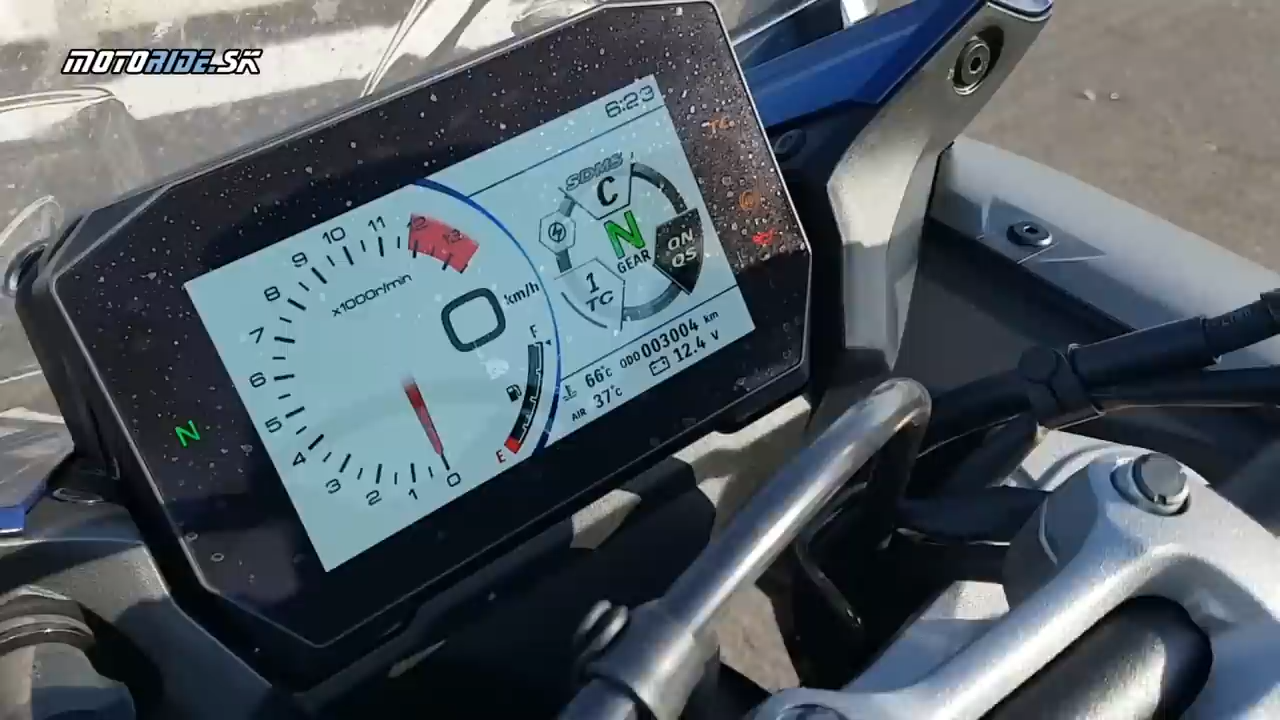 MOTORIDE.SK
6:23
TC
SDMS
C
N
GEAR
ON
QS
1
TC
11
12
13
10
9
8
7
6
5
4
3
2
1
0
x1000r/min
0 km/h
F
E
66°C
ODO 003004 km
AIR 37°C
12.4 V
N